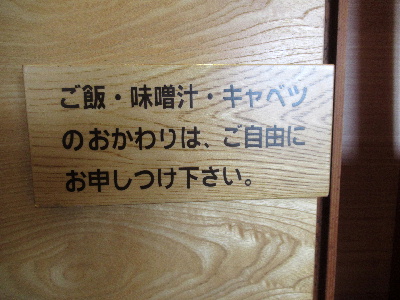 ご飯・味噌汁・キャベツ
のおかわりは、ご自由に
お申しつけ下さい。